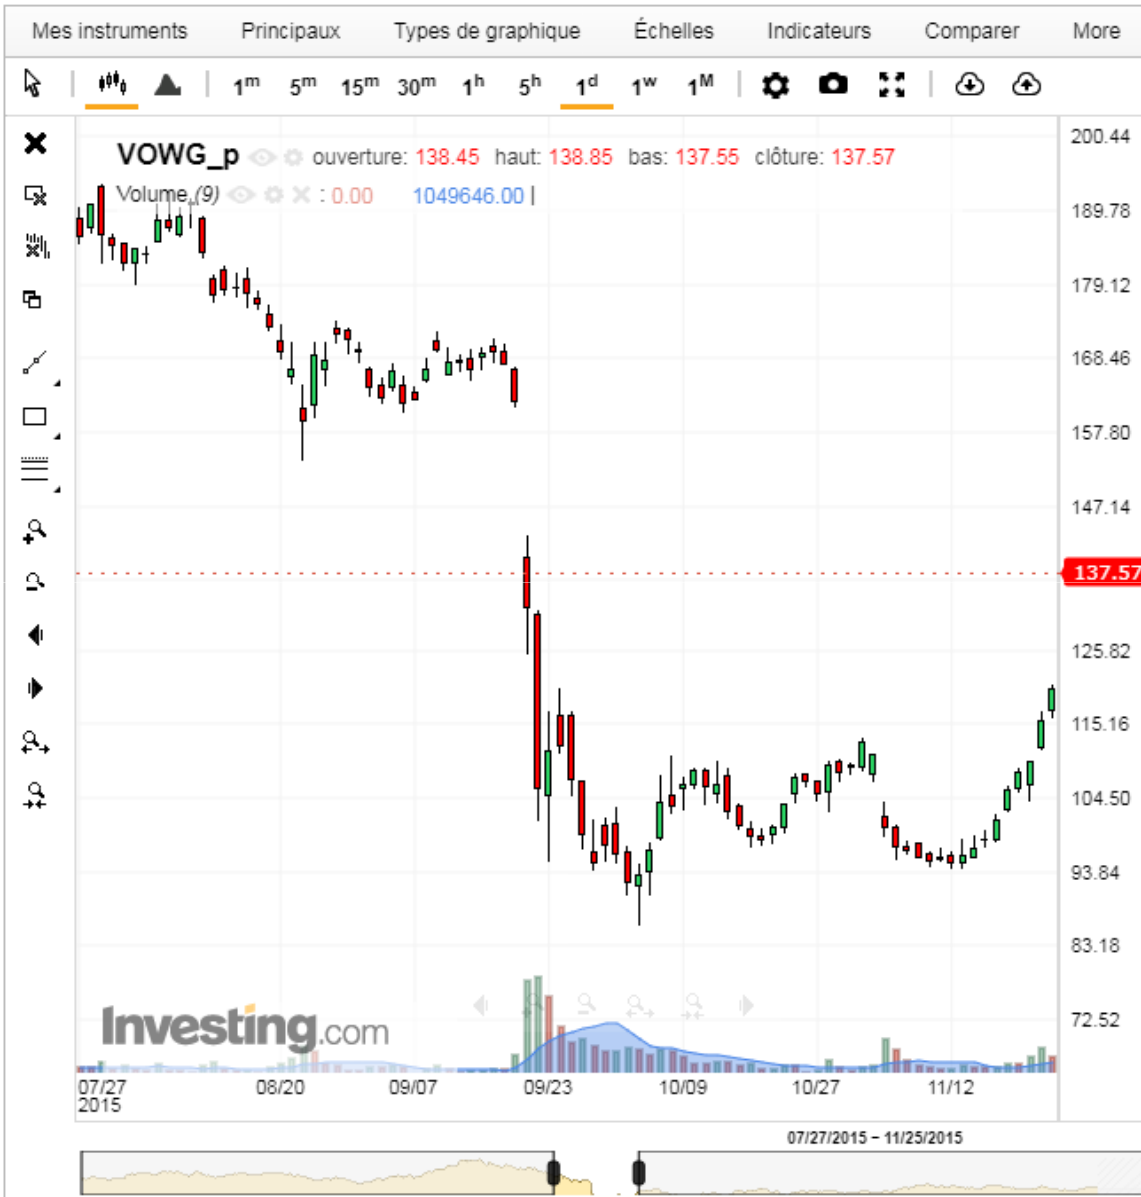 Mes instruments Principaux Types de graphique Échelles Indicateurs Comparer More
1m 5m 15m 30m 1h 5h 1d 1w 1M
VOWG_p ouverture: 138.45 haut: 138.85 bas: 137.55 clôture: 137.57
Volume (9) : 0.00 1049646.00
200.44
189.78
179.12
168.46
157.80
147.14
137.57
125.82
115.16
104.50
93.84
83.18
72.52
Investing.com
07/27 08/20 09/07 09/23 10/09 10/27 11/12
2015
07/27/2015 – 11/25/2015